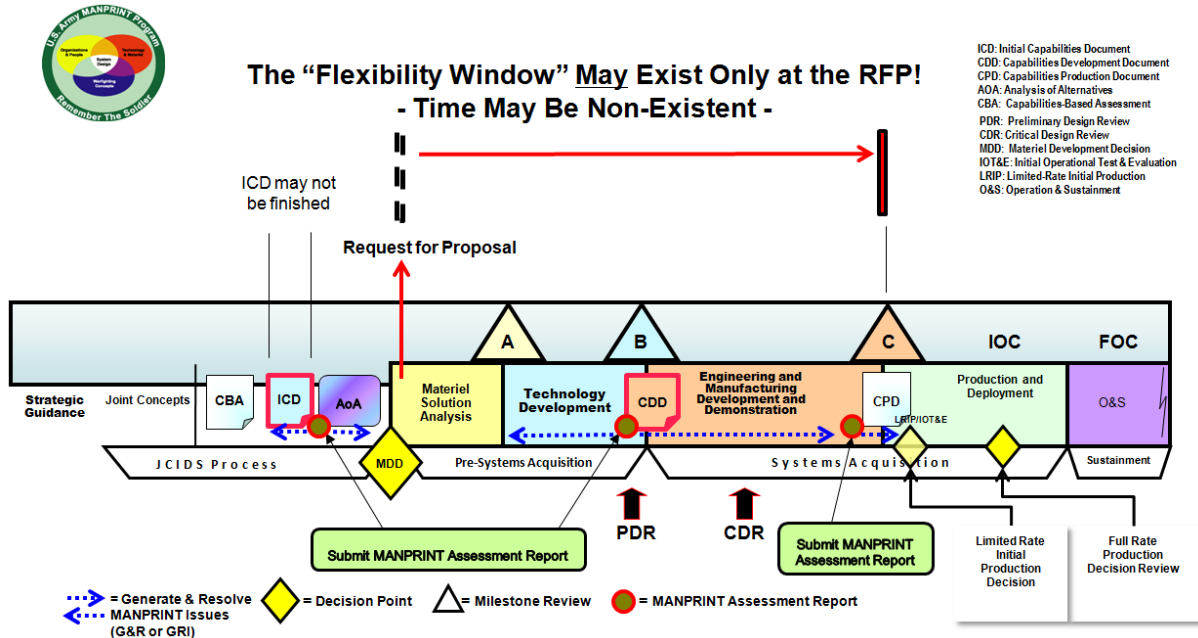 U.S. Army MANPRINT Program
Organizations
& People
Technology
& Material
System
Design
Warfighting
Concepts
Remember The Soldier
The “Flexibility Window” May Exist Only at the RFP!
- Time May Be Non-Existent -
ICD: Initial Capabilities Document
CDD: Capabilities Development Document
CPD: Capabilities Production Document
AOA: Analysis of Alternatives
CBA: Capabilities-Based Assessment
PDR: Preliminary Design Review
CDR: Critical Design Review
MDD: Materiel Development Decision
IOT&E: Initial Operational Test & Evaluation
LRIP: Limited-Rate Initial Production
O&S: Operation & Sustainment
ICD may not
be finished
Request for Proposal
A
B
C
IOC
FOC
Strategic
Guidance
Joint Concepts
CBA
ICD
AoA
Materiel
Solution
Analysis
Technology
Development
CDD
Engineering and
Manufacturing
Development and
Demonstration
CPD
LRIP/IOT&E
Production and
Deployment
O&S
JCIDS Process
MDD
Pre-Systems Acquisition
Systems Acquisition
Sustainment
PDR
CDR
Submit MANPRINT Assessment Report
Submit MANPRINT
Assessment Report
Limited Rate
Initial
Production
Decision
Full Rate
Production
Decision Review
= Generate & Resolve
MANPRINT Issues
(G&R or GRI)
= Decision Point
= Milestone Review
= MANPRINT Assessment Report